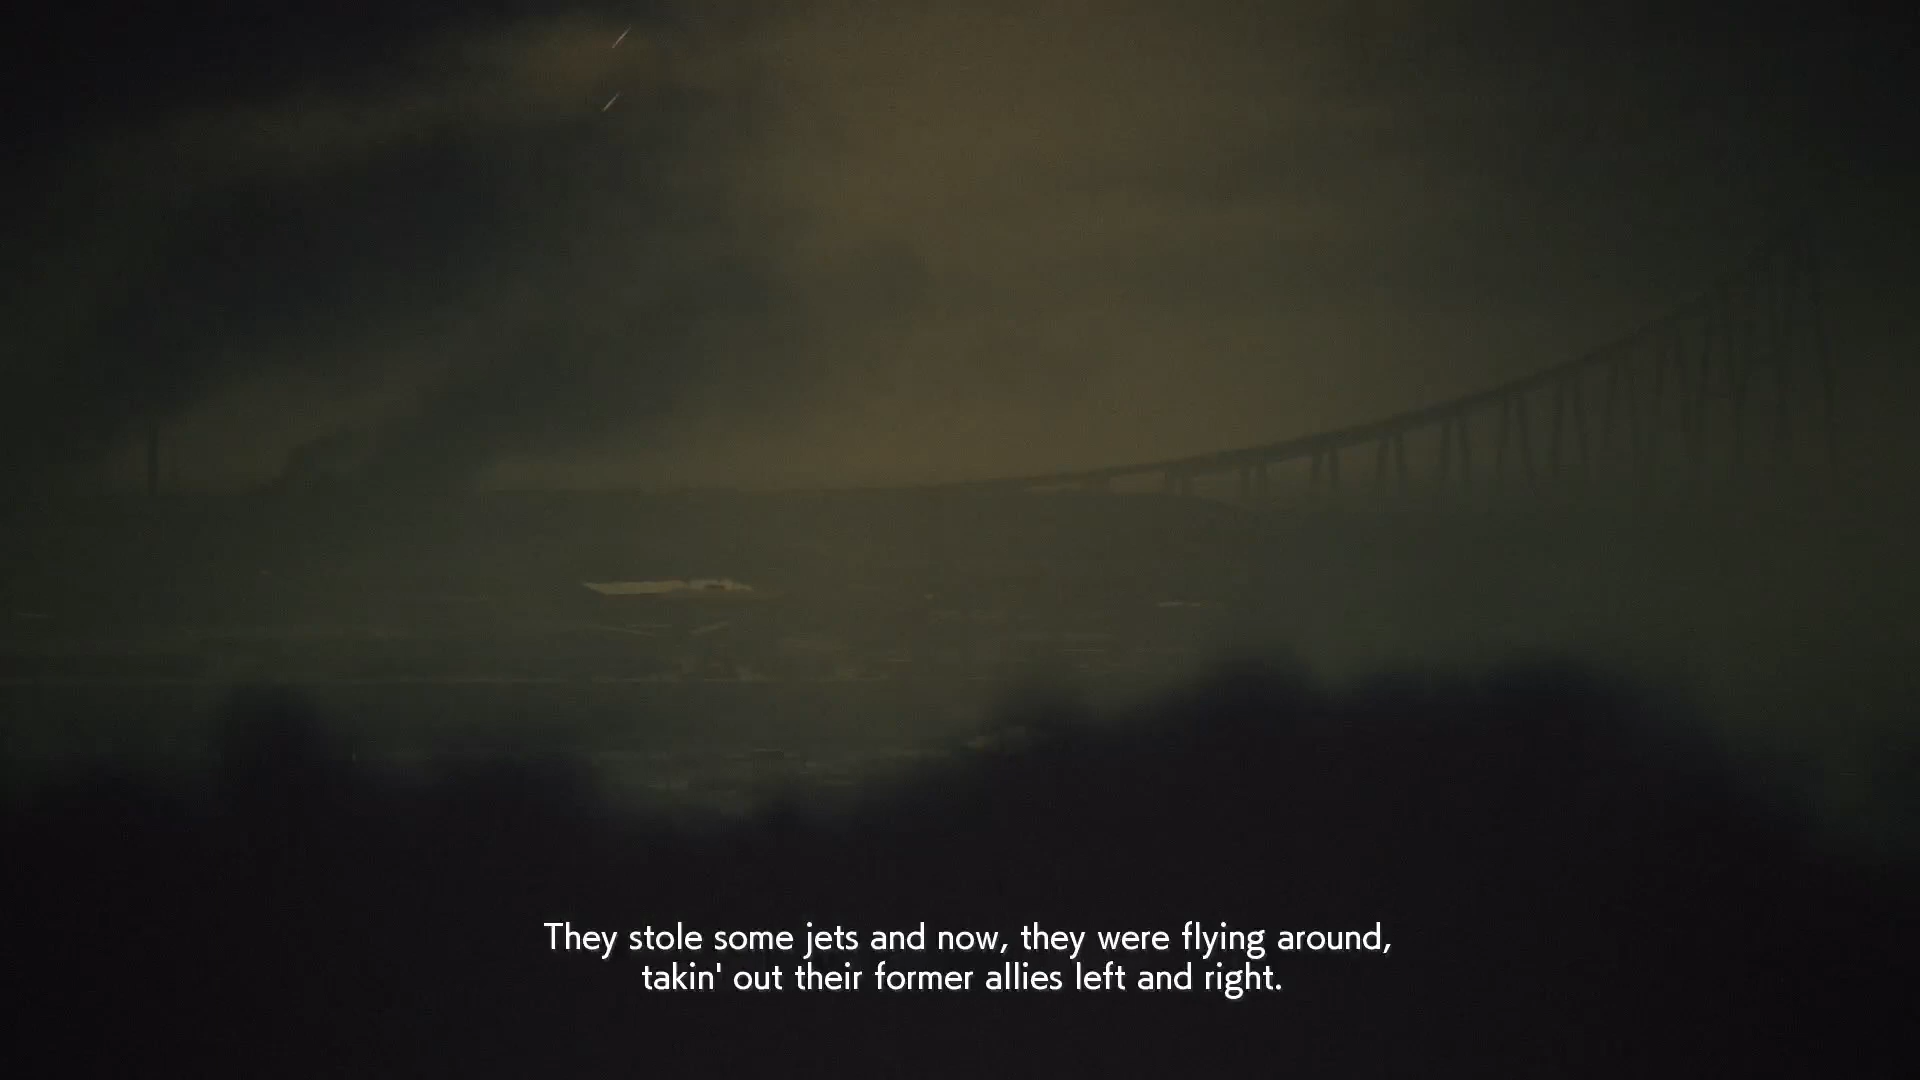 They stole some jets and now, they were flying around,
takin' out their former allies left and right.